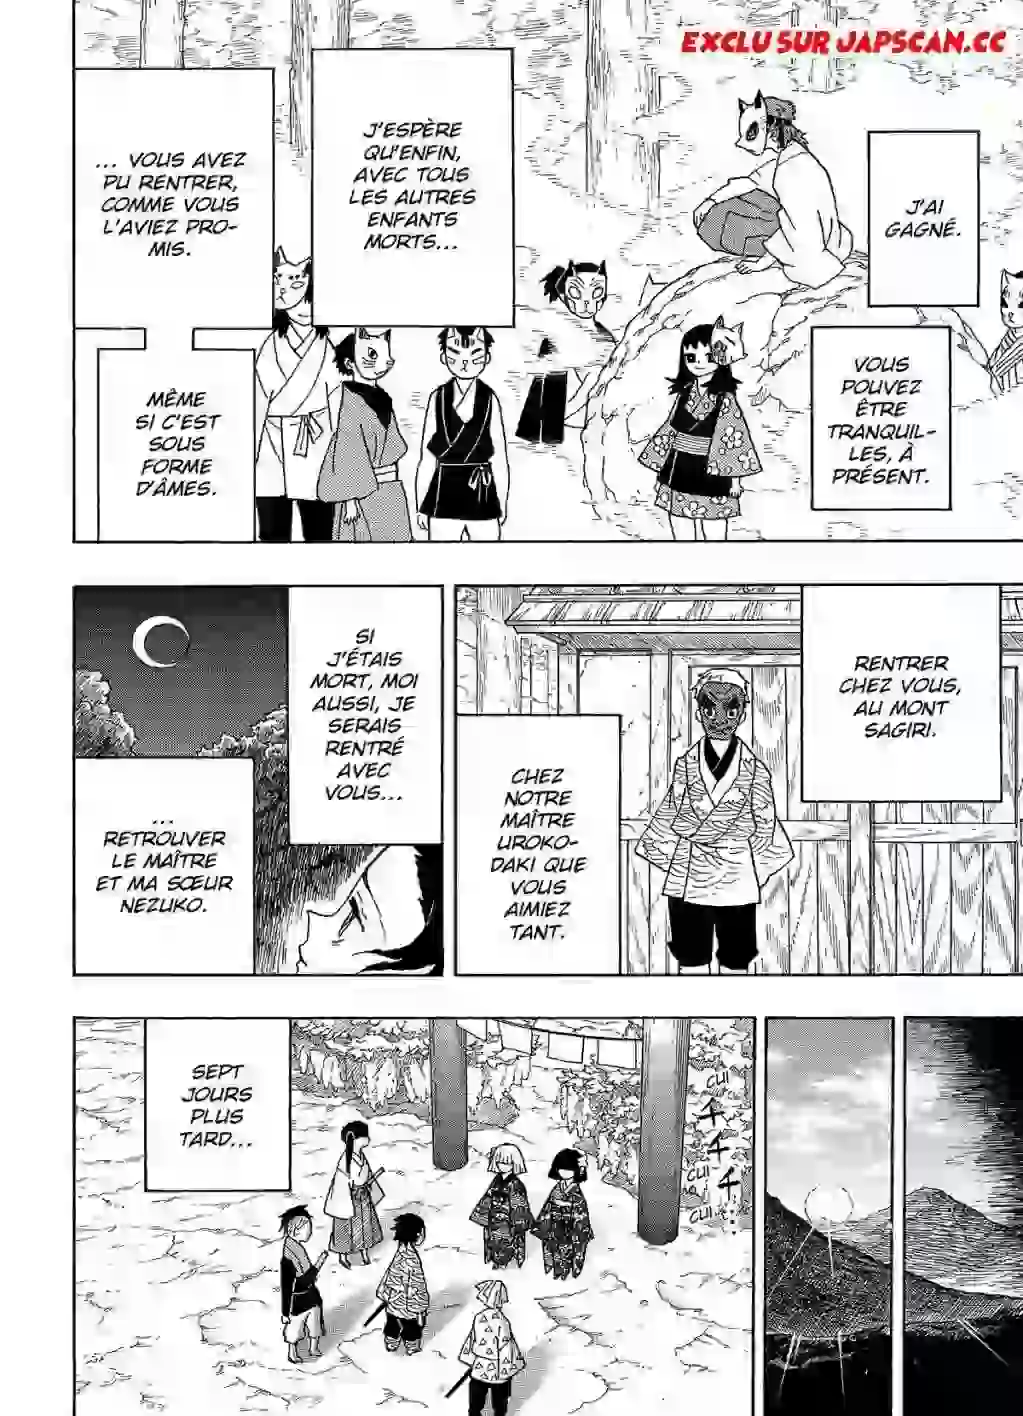 EXCLU SUR JAPSCAN.CC
J'AI
GAGNÉ.
VOUS
POUVEZ
ÊTRE
TRANQUIL-
LES, À
PRÉSENT.
J'ESPÈRE
QU'ENFIN,
AVEC TOUS
LES AUTRES
ENFANTS
MORTS...
... VOUS AVEZ
PU RENTRER,
COMME VOUS
L'AVIEZ PRO-
MIS.
MÊME
SI C'EST
SOUS
FORME
D'ÂMES.
RENTRER
CHEZ VOUS,
AU MONT
SAGIRI.
CHEZ
NOTRE
MAÎTRE
UROKO-
DAKI QUE
VOUS
AIMIEZ
TANT.
SI
J'ÉTAIS
MORT, MOI
AUSSI, JE
SERAIS
RENTRÉ
AVEC
VOUS...
...
RETROUVER
LE MAÎTRE
ET MA SŒUR
NEZUKO.
CUI
チチチ…
CUI
CUI
SEPT
JOURS
PLUS
TARD...